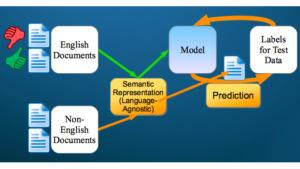 English
Documents
Model
Labels
for Test
Data
Semantic
Representation
(Language-
Agnostic)
Prediction
Non-
English
Documents